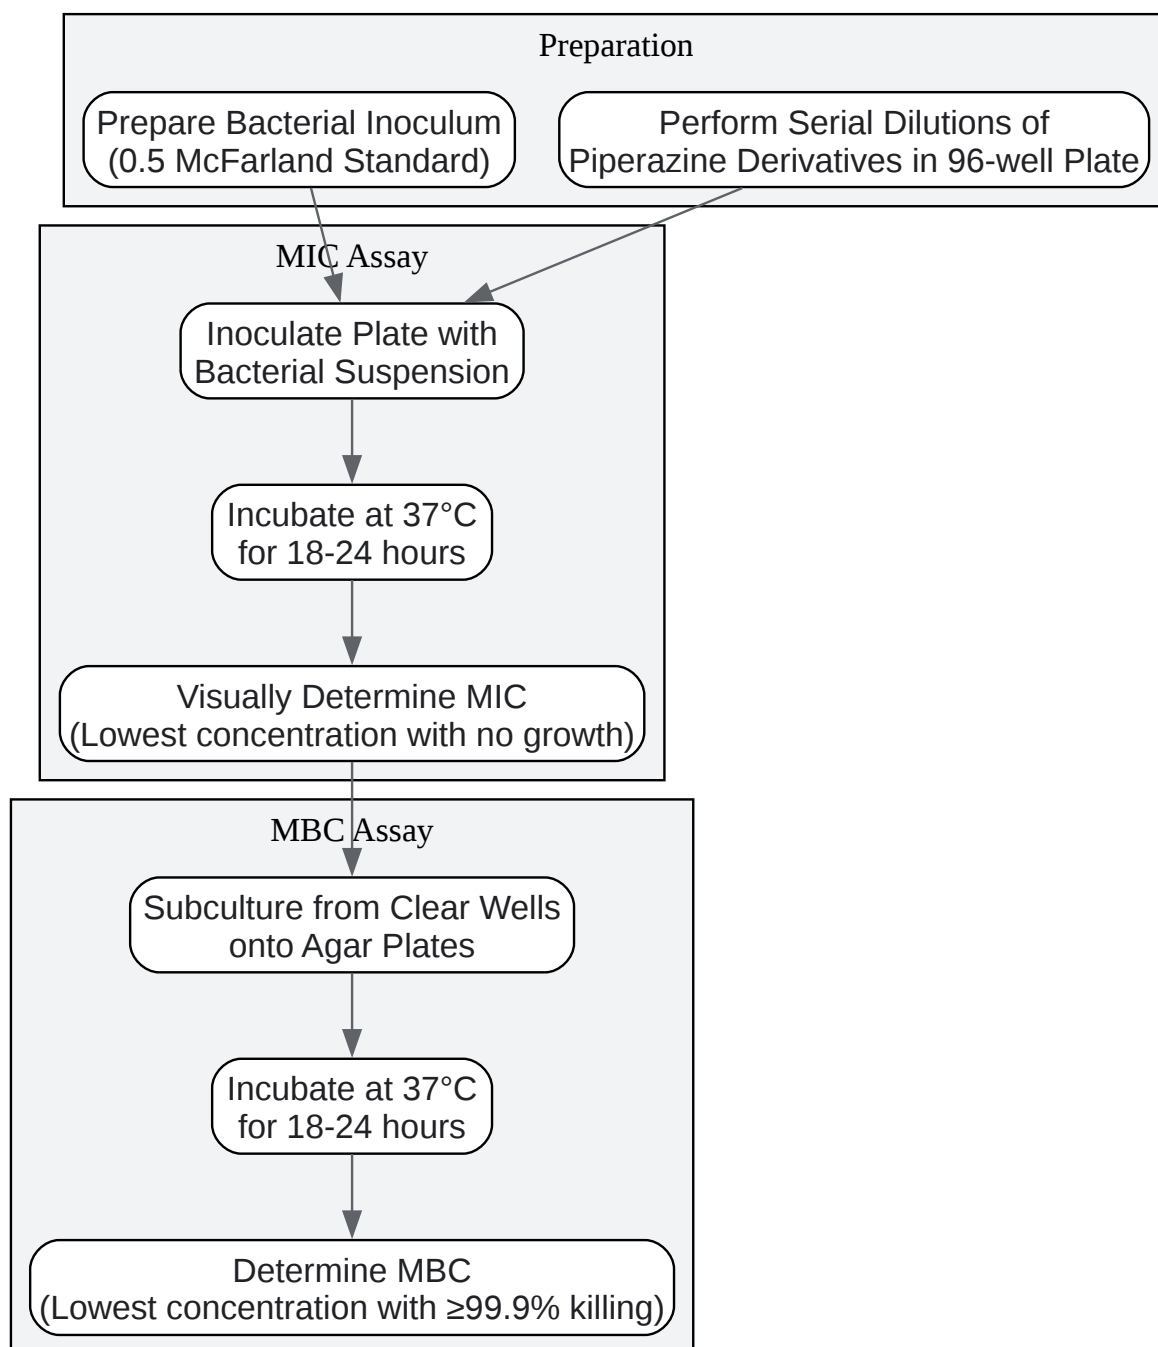 Preparation
Prepare Bacterial Inoculum
(0.5 McFarland Standard)
Perform Serial Dilutions of
Piperazine Derivatives in 96-well Plate
MIC Assay
Inoculate Plate with
Bacterial Suspension
Incubate at 37°C
for 18-24 hours
Visually Determine MIC
(Lowest concentration with no growth)
MBC Assay
Subculture from Clear Wells
onto Agar Plates
Incubate at 37°C
for 18-24 hours
Determine MBC
(Lowest concentration with ≥99.9% killing)